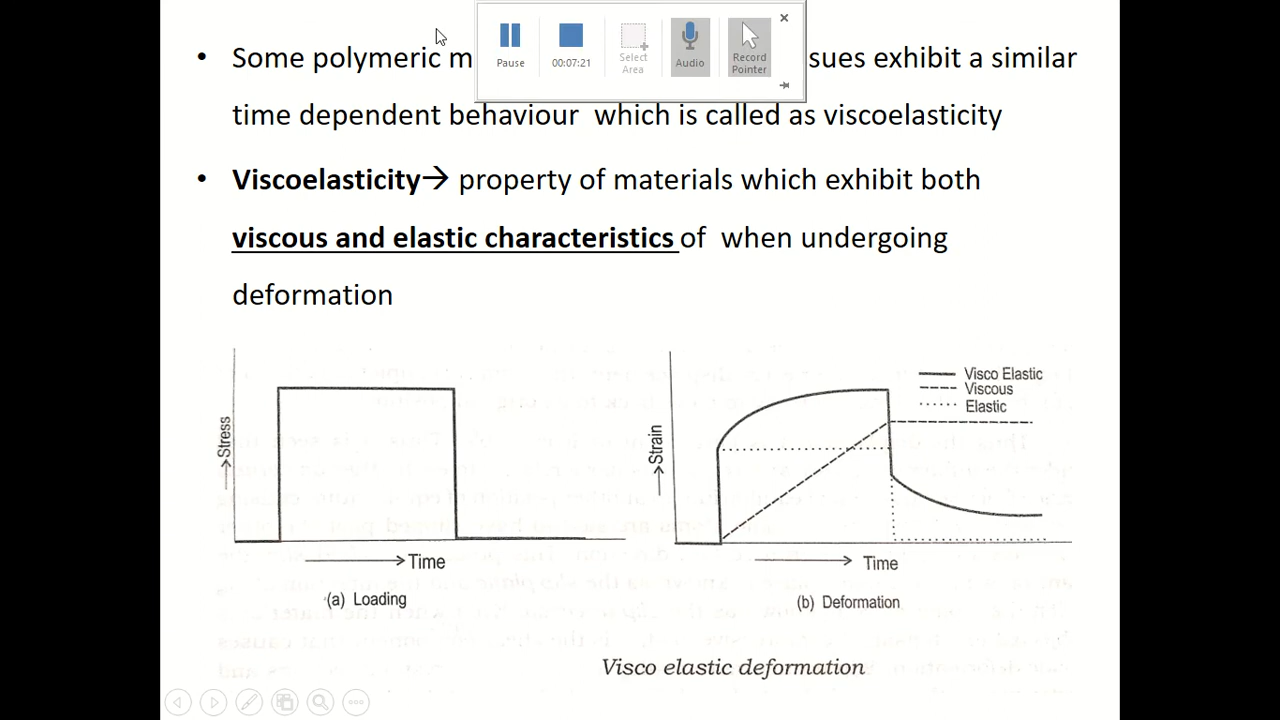 • Some polymeric m sues exhibit a similar
time dependent behaviour which is called as viscoelasticity
• Viscoelasticity→ property of materials which exhibit both
viscous and elastic characteristics of when undergoing
deformation
Pause
00:07:21
Select
Area
Audio
Record
Pointer
→Stress
→Time
(a) Loading
→Strain
Visco Elastic
Viscous
Elastic
→ Time
(b) Deformation
Visco elastic deformation